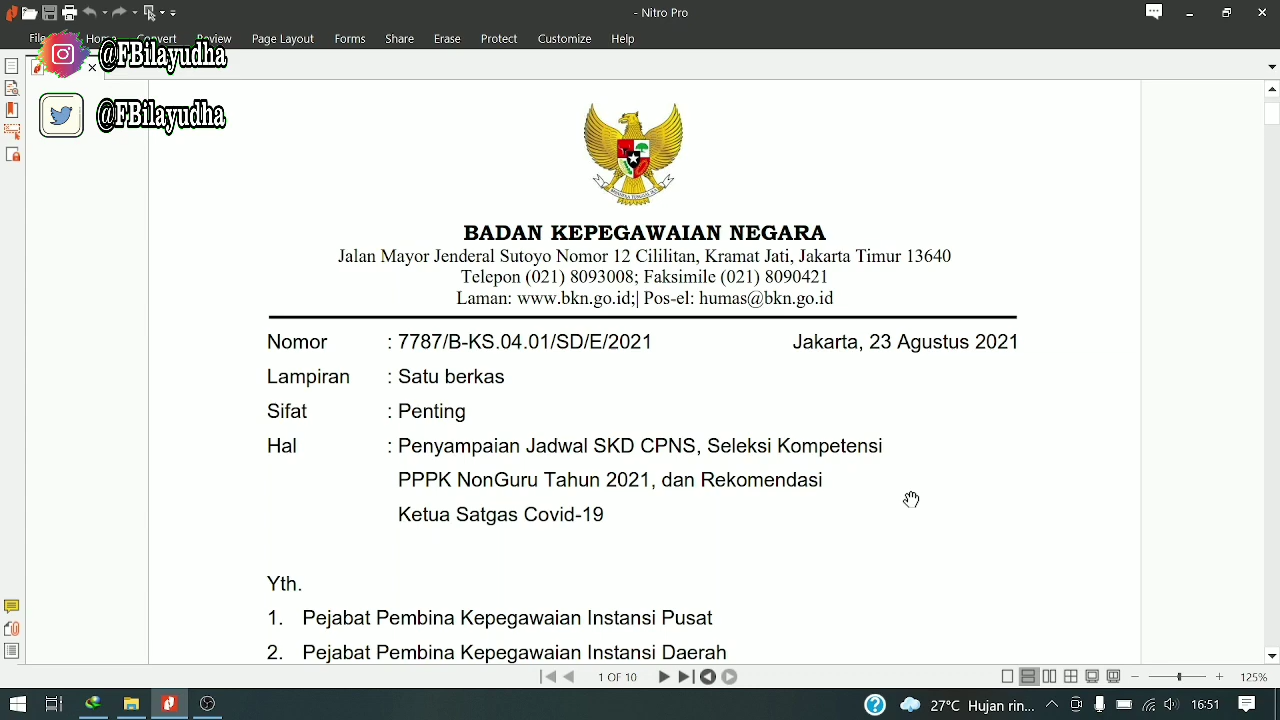 - Nitro Pro
Review Page Layout Forms Share Erase Protect Customize Help
@FBilayudha
@FBilayudha
BADAN KEPEGAWAIAN NEGARA
Jalan Mayor Jenderal Sutoyo Nomor 12 Cililitan, Kramat Jati, Jakarta Timur 13640
Telepon (021) 8093008; Faksimile (021) 8090421
Laman: www.bkn.go.id;| Pos-el: humas@bkn.go.id
Nomor : 7787/B-KS.04.01/SD/E/2021 Jakarta, 23 Agustus 2021
Lampiran : Satu berkas
Sifat : Penting
Hal : Penyampaian Jadwal SKD CPNS, Seleksi Kompetensi
PPPK NonGuru Tahun 2021, dan Rekomendasi
Ketua Satgas Covid-19
Yth.
1. Pejabat Pembina Kepegawaian Instansi Pusat
2. Pejabat Pembina Kepegawaian Instansi Daerah
1 OF 10
125%
27°C Hujan rin... 16:51